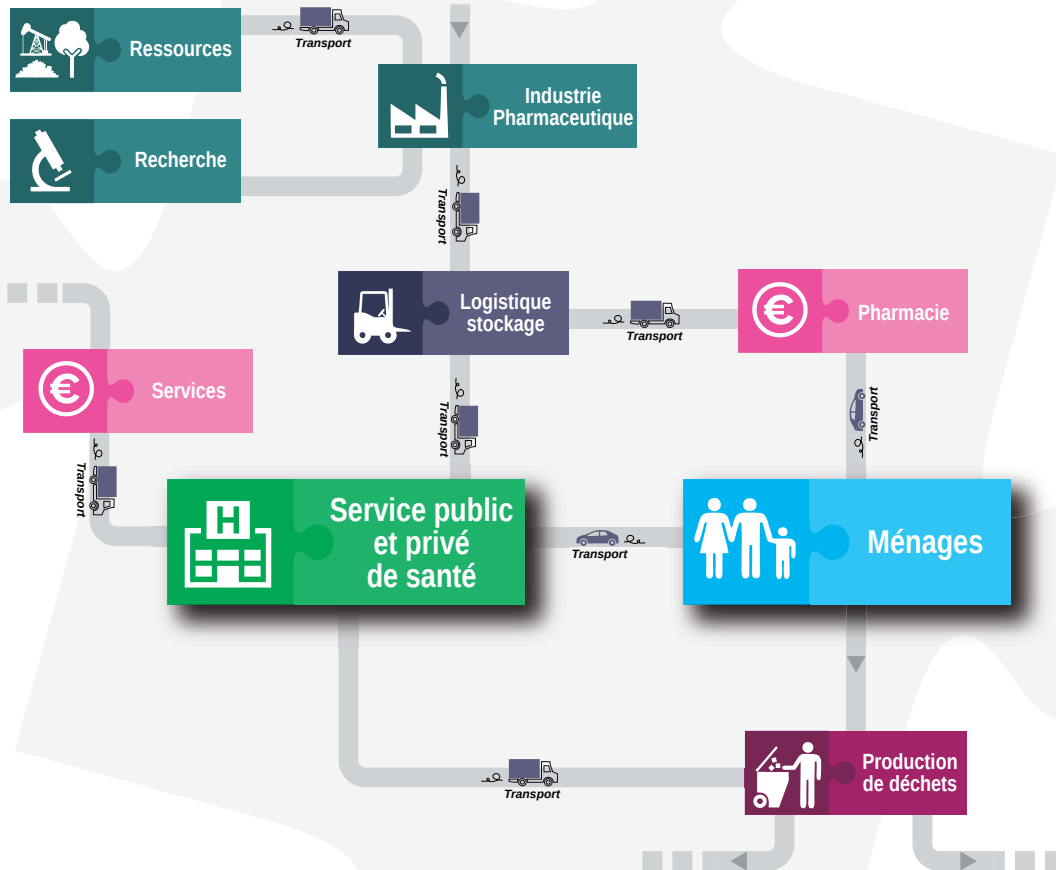 Ressources
Transport
Industrie
Pharmaceutique
Recherche
Transport
Logistique
stockage
Transport
Pharmacie
Services
Transport
Transport
Transport
H
Service public
et privé
de santé
Transport
Ménages
Production
de déchets
Transport